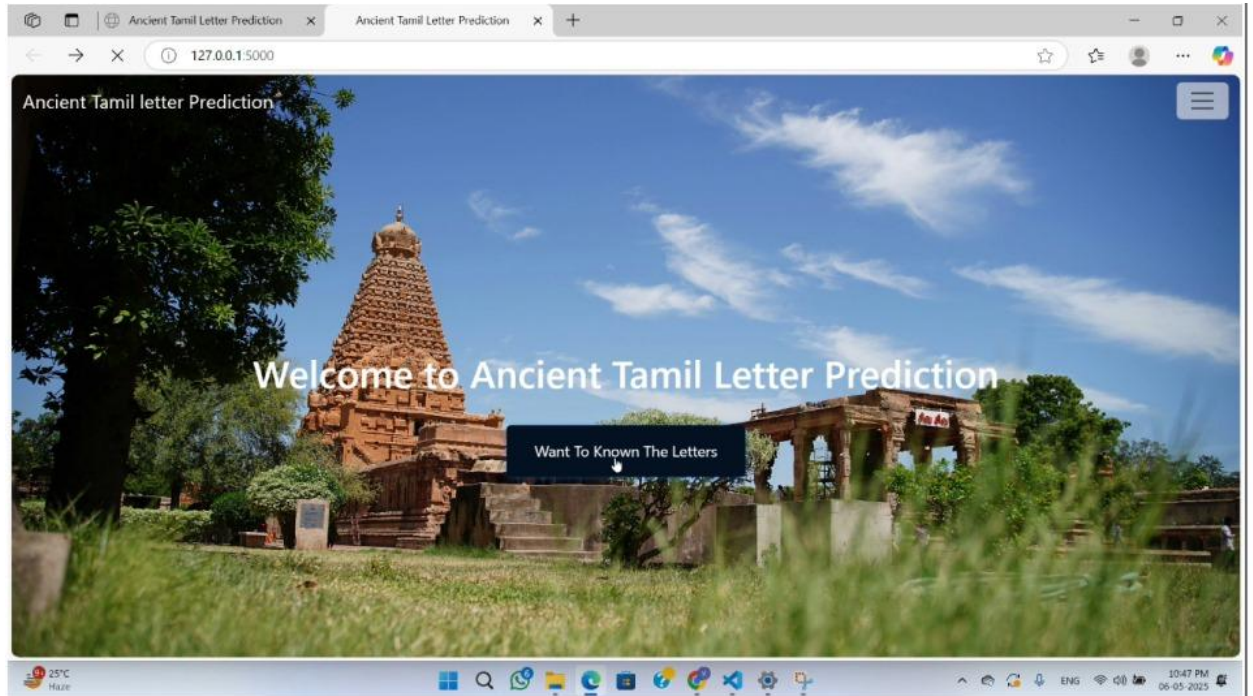 Ancient Tamil Letter Prediction
Ancient Tamil Letter Prediction
127.0.0.1:5000
Ancient Tamil letter Prediction
Welcome to Ancient Tamil Letter Prediction
Want To Known The Letters
25°C
Haze
ENG
10:47 PM
06-05-2025